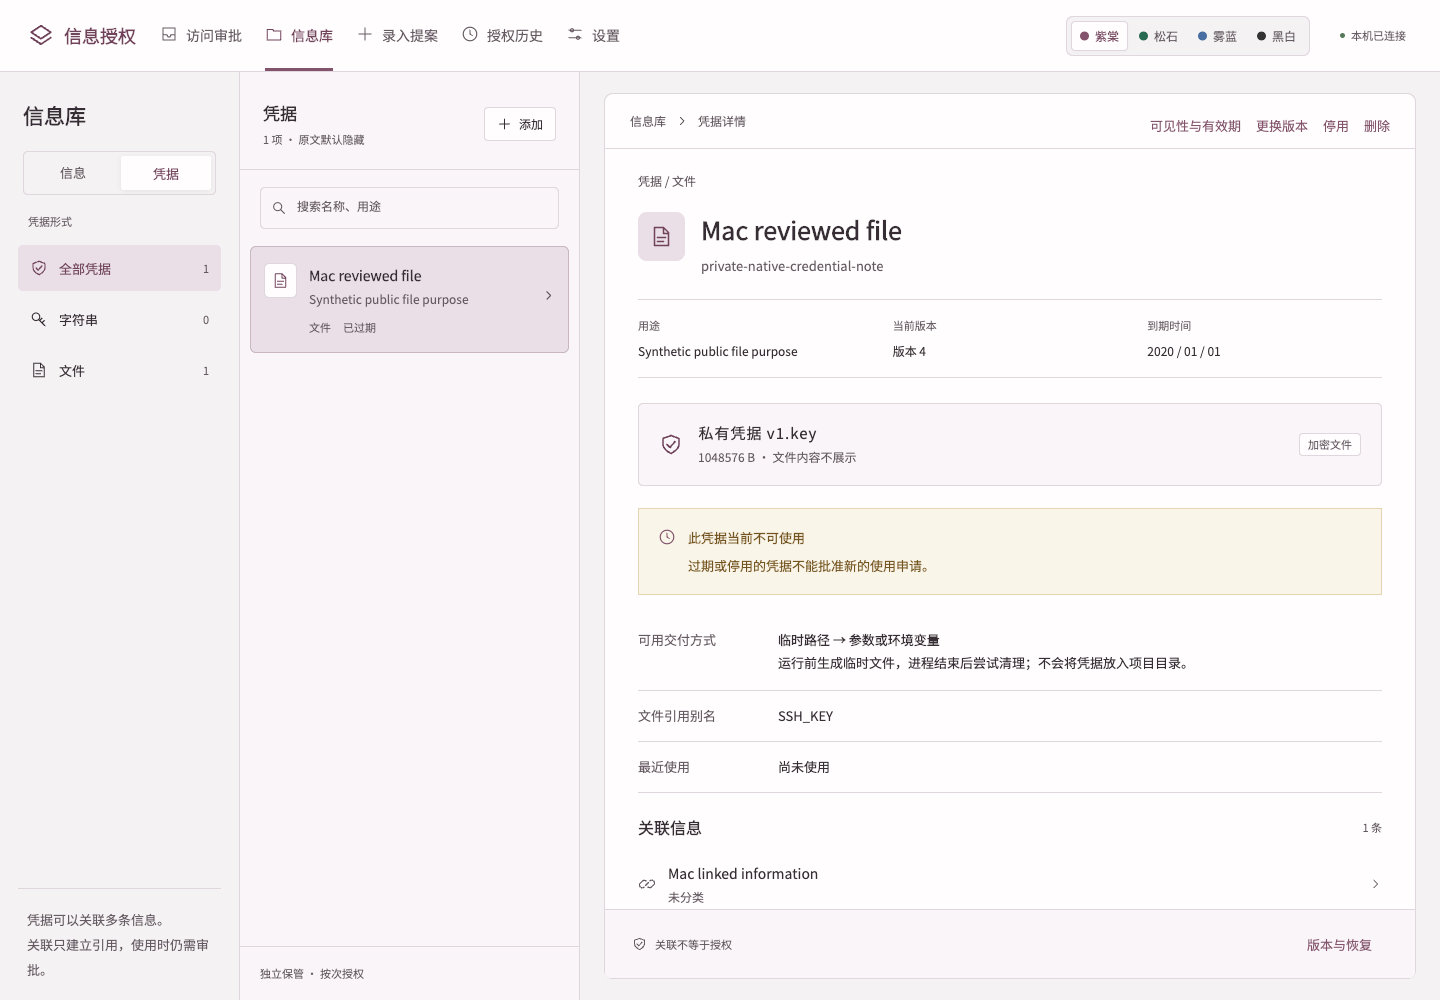 信息授权
访问审批
信息库
录入提案
授权历史
设置
紫棠
松石
雾蓝
黑白
本机已连接
信息库
信息
凭据
凭据形式
全部凭据
1
字符串
0
文件
1
凭据可以关联多条信息。
关联只建立引用，使用时仍需审
批。
凭据
1 项 · 原文默认隐藏
添加
搜索名称、用途
Mac reviewed file
Synthetic public file purpose
文件 已过期
独立保管 · 按次授权
信息库 > 凭据详情
可见性与有效期
更换版本
停用
删除
凭据 / 文件
Mac reviewed file
private-native-credential-note
用途
Synthetic public file purpose
当前版本
版本 4
到期时间
2020 / 01 / 01
私有凭据 v1.key
1048576 B · 文件内容不展示
加密文件
此凭据当前不可使用
过期或停用的凭据不能批准新的使用申请。
可用交付方式
临时路径 → 参数或环境变量
运行前生成临时文件，进程结束后尝试清理；不会将凭据放入项目目录。
文件引用别名
SSH_KEY
最近使用
尚未使用
关联信息
1 条
Mac linked information
未分类
关联不等于授权
版本与恢复